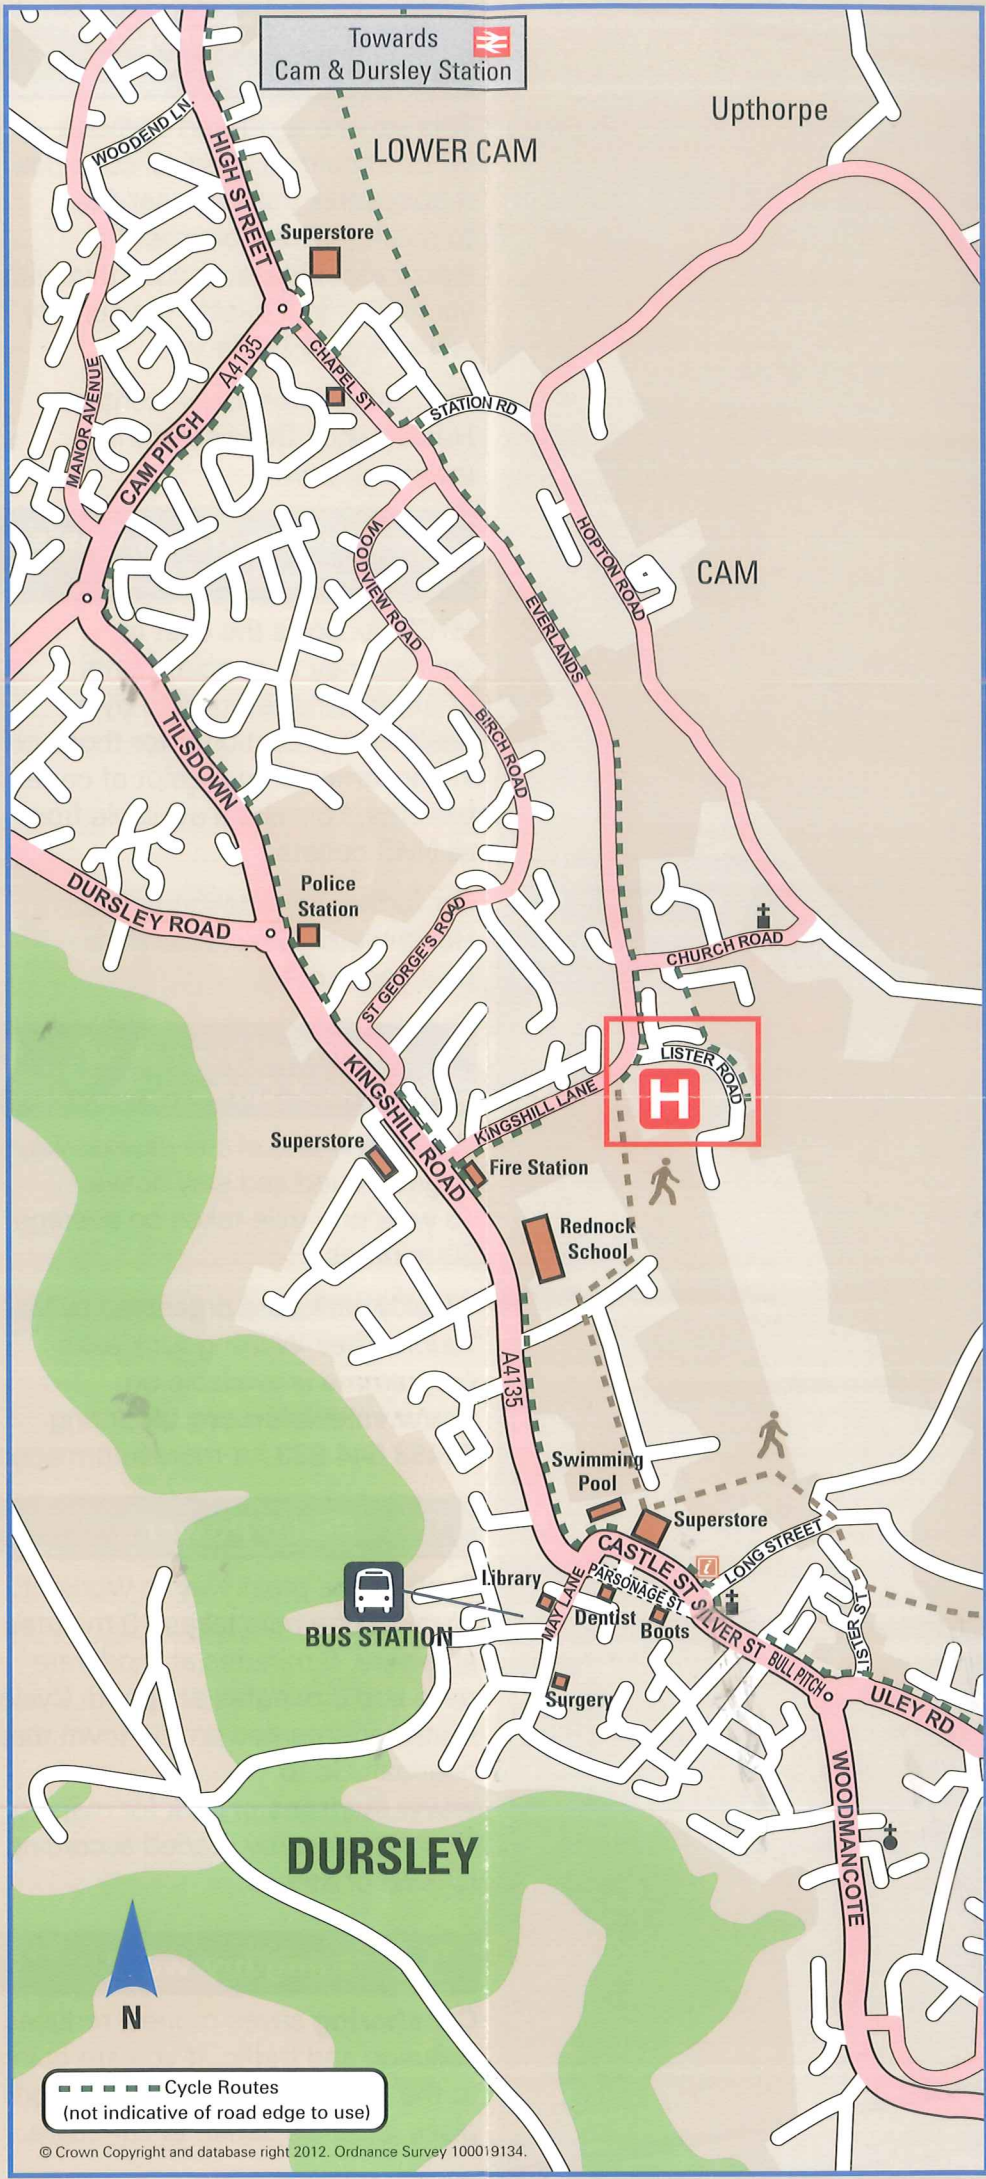 Towards
Cam & Dursley Station
Upthorpe
LOWER CAM
WOODEND LN.
HIGH STREET
Superstore
A4135
CHAPEL ST
STATION RD
MANOR AVENUE
CAM PITCH
WOODVIEW ROAD
HOPTON ROAD
CAM
EVERLANDS
TILSDOWN
BIRCH ROAD
Police
Station
DURSLEY ROAD
ST GEORGE'S ROAD
CHURCH ROAD
LISTER ROAD
H
KINGSHILL ROAD
KINGSHILL LANE
Superstore
Fire Station
Rednock
School
A4135
Swimming
Pool
Superstore
CASTLE ST
i
LONG STREET
Library
PARSONAGE ST
MAY LANE
Dentist
Boots
SILVER ST
BUS STATION
LISTER ST
BULL PITCH
Surgery
ULEY RD
WOODMANCOTE
DURSLEY
N
Cycle Routes
(not indicative of road edge to use)
© Crown Copyright and database right 2012. Ordnance Survey 100019134.